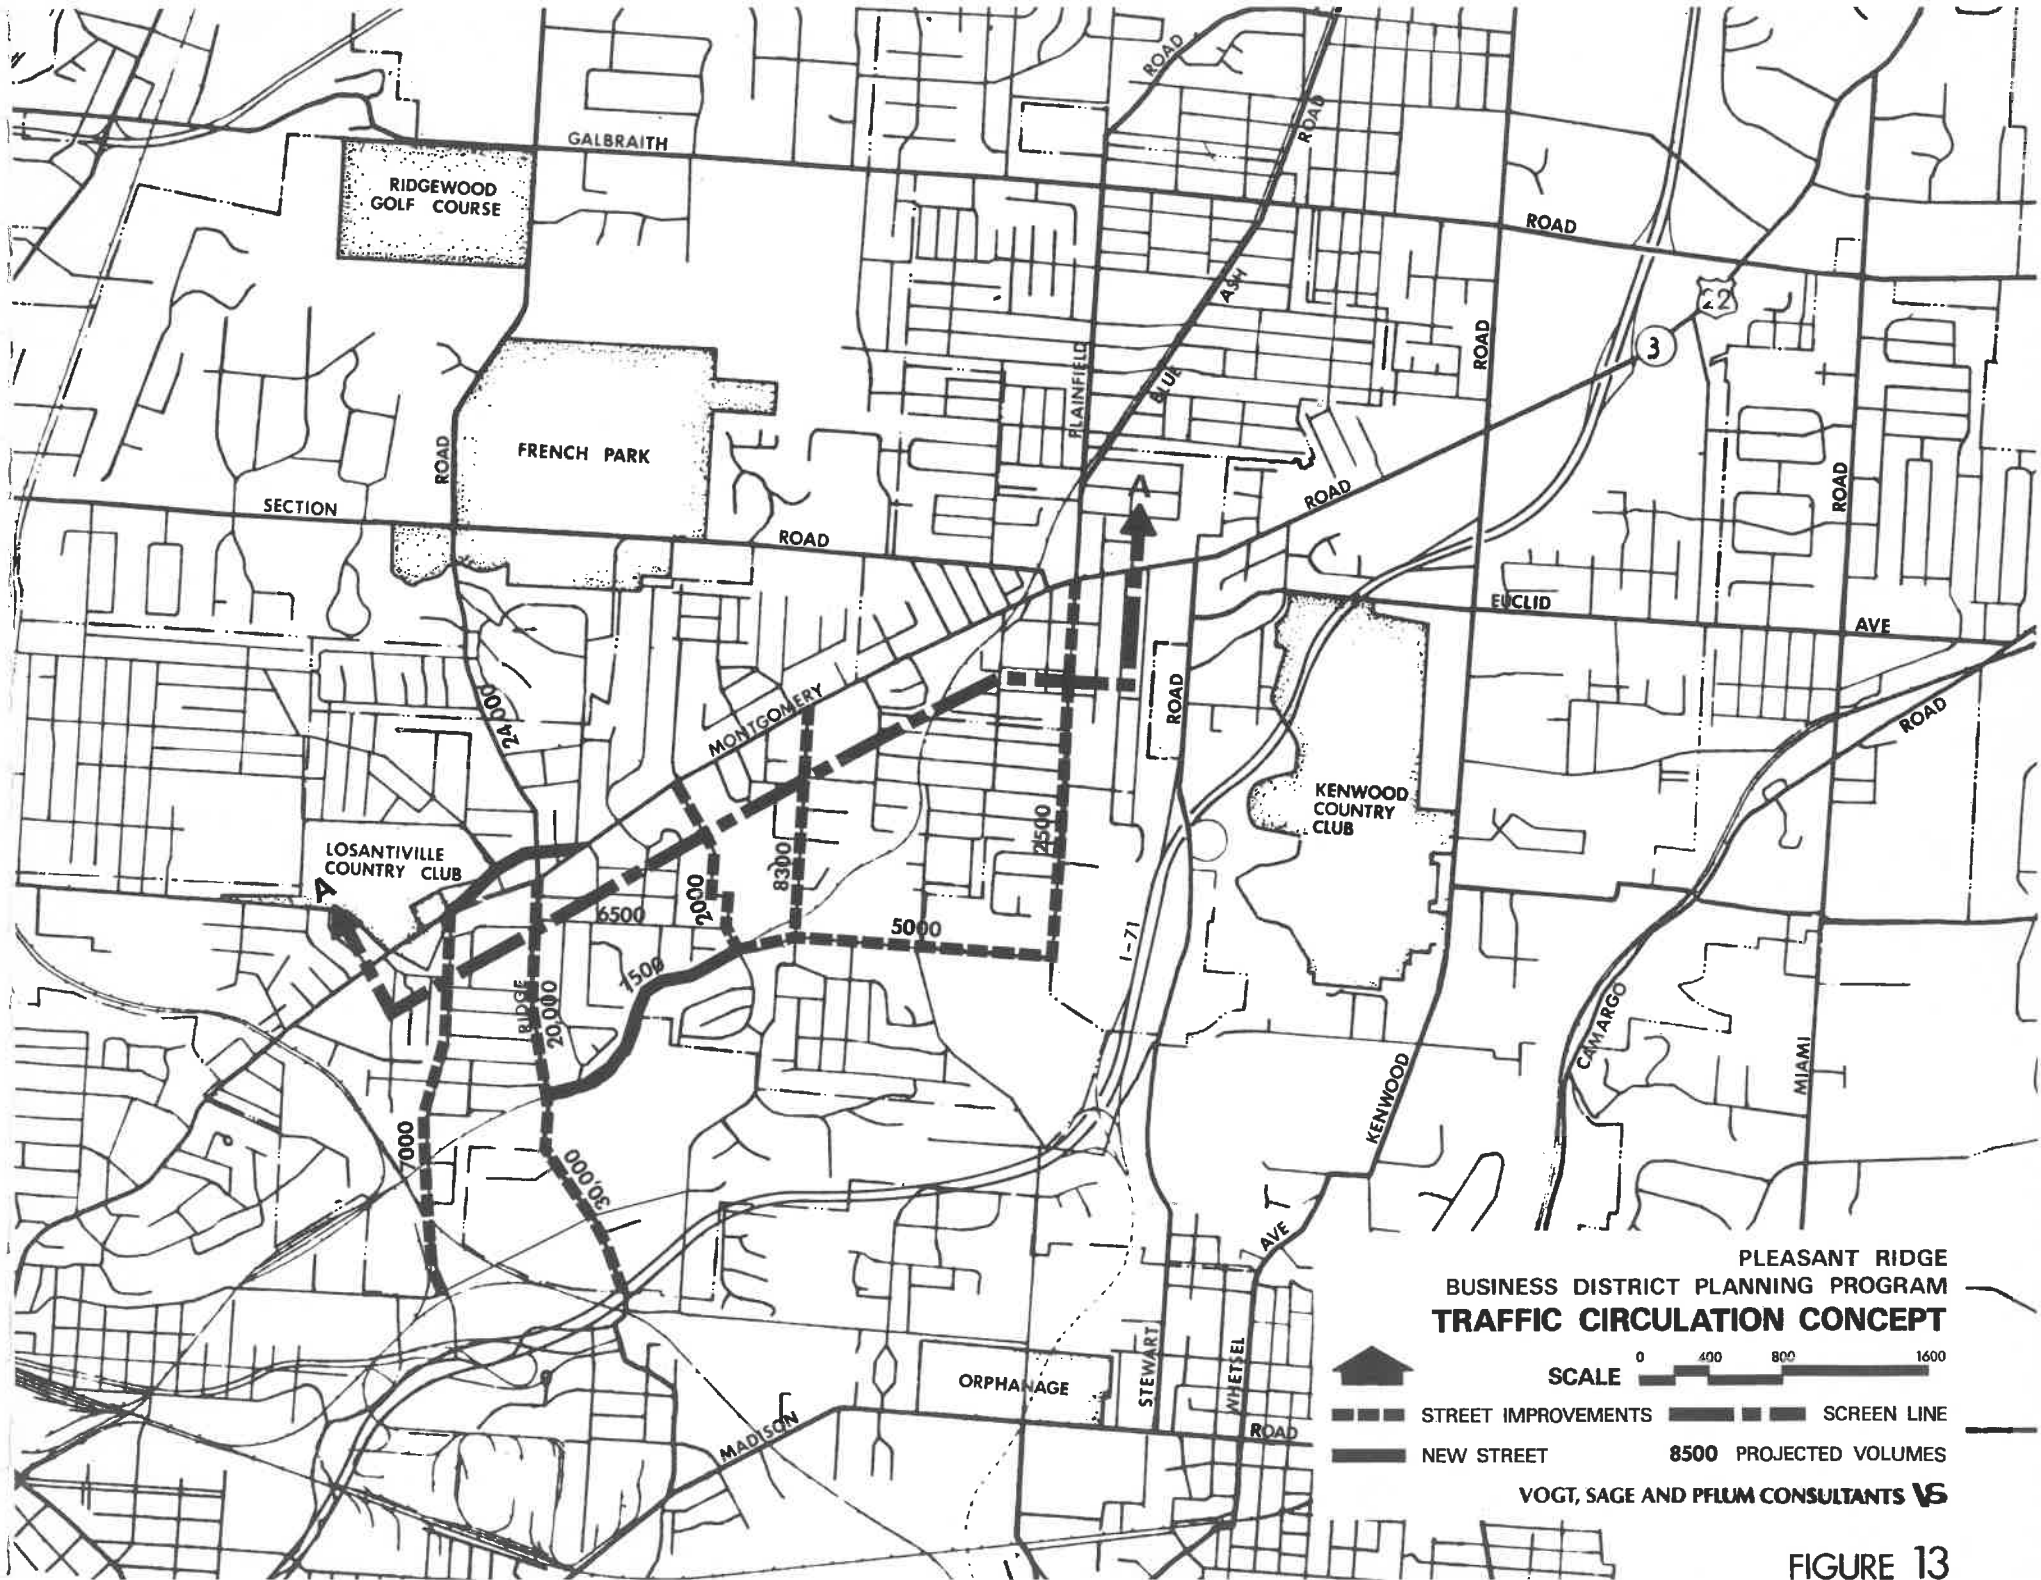 ROAD
ROAD
GALBRAITH
RIDGEWOOD
GOLF COURSE
ROAD
ASH
22
3
ROAD
PLAINFIELD
BLUE
ROAD
FRENCH PARK
ROAD
SECTION
ROAD
A
ROAD
EUCLID
AVE
24,000
MONTGOMERY
ROAD
ROAD
KENWOOD
COUNTRY
CLUB
LOSANTIVILLE
COUNTRY CLUB
A
8300
2500
2000
6500
5000
I-71
7500
RIDGE
20,000
CAMARGO
MIAMI
KENWOOD
30,000
AVE
PLEASANT RIDGE
BUSINESS DISTRICT PLANNING PROGRAM
TRAFFIC CIRCULATION CONCEPT
SCALE 0 400 800 1600
STREET IMPROVEMENTS SCREEN LINE
NEW STREET 8500 PROJECTED VOLUMES
VOGT, SAGE AND PFLUM CONSULTANTS VS
ORPHANAGE
STEWART
WHETSEL
MADISON
ROAD
FIGURE 13